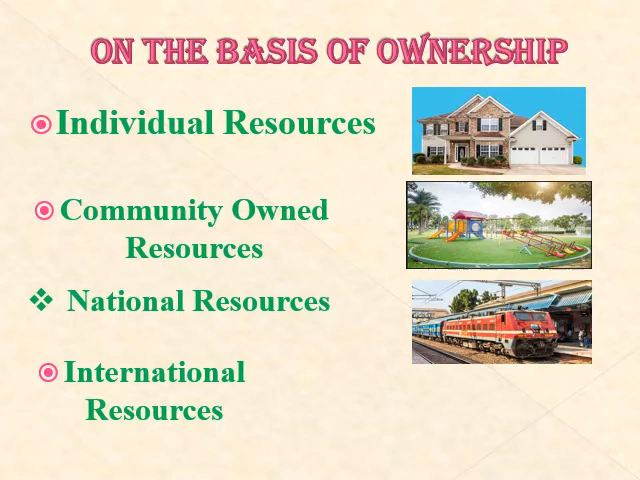 ON THE BASIS OF OWNERSHIP
Individual Resources
Community Owned
Resources
National Resources
International
Resources